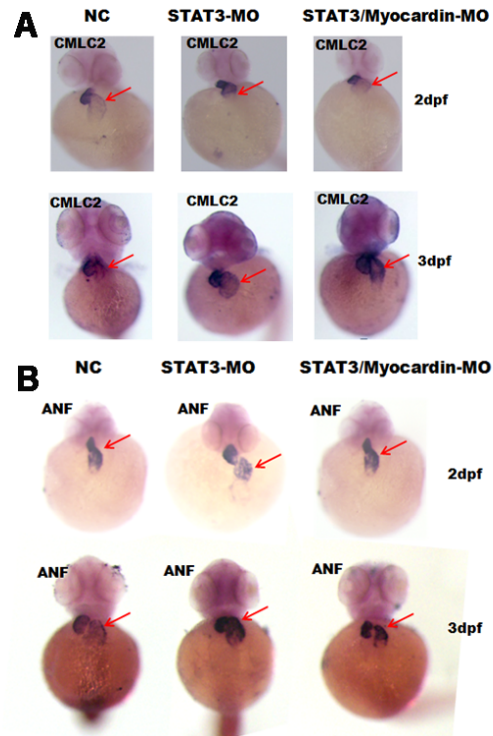 A
NC STAT3-MO STAT3/Myocardin-MO
CMLC2 CMLC2 CMLC2
2dpf
CMLC2 CMLC2 CMLC2
3dpf
B
NC STAT3-MO STAT3/Myocardin-MO
ANF ANF ANF
2dpf
ANF ANF ANF
3dpf